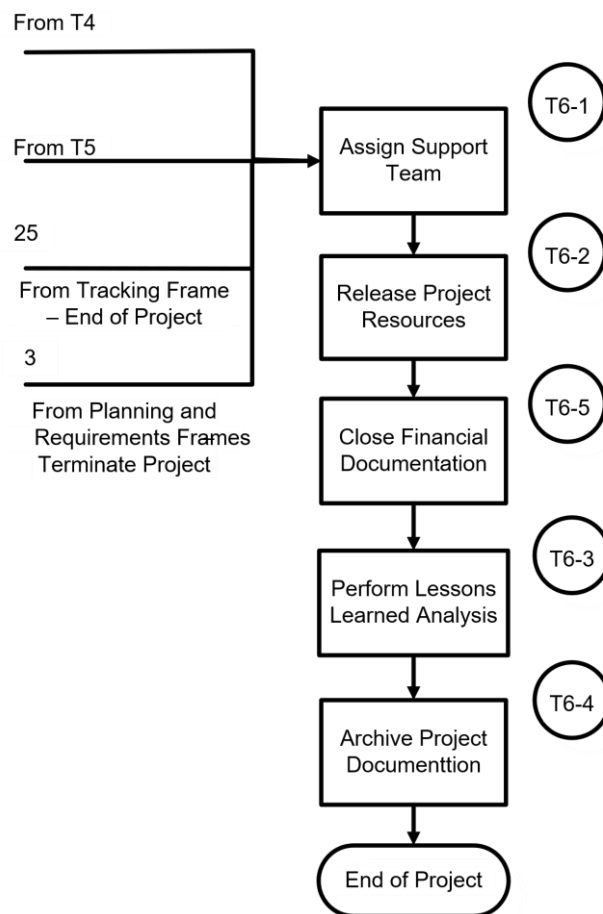 From T4
From T5
25
From Tracking Frame
– End of Project
3
From Planning and
Requirements Frames –
Terminate Project
Assign Support
Team
T6-1
Release Project
Resources
T6-2
Close Financial
Documentation
T6-5
Perform Lessons
Learned Analysis
T6-3
Archive Project
Documenttion
T6-4
End of Project